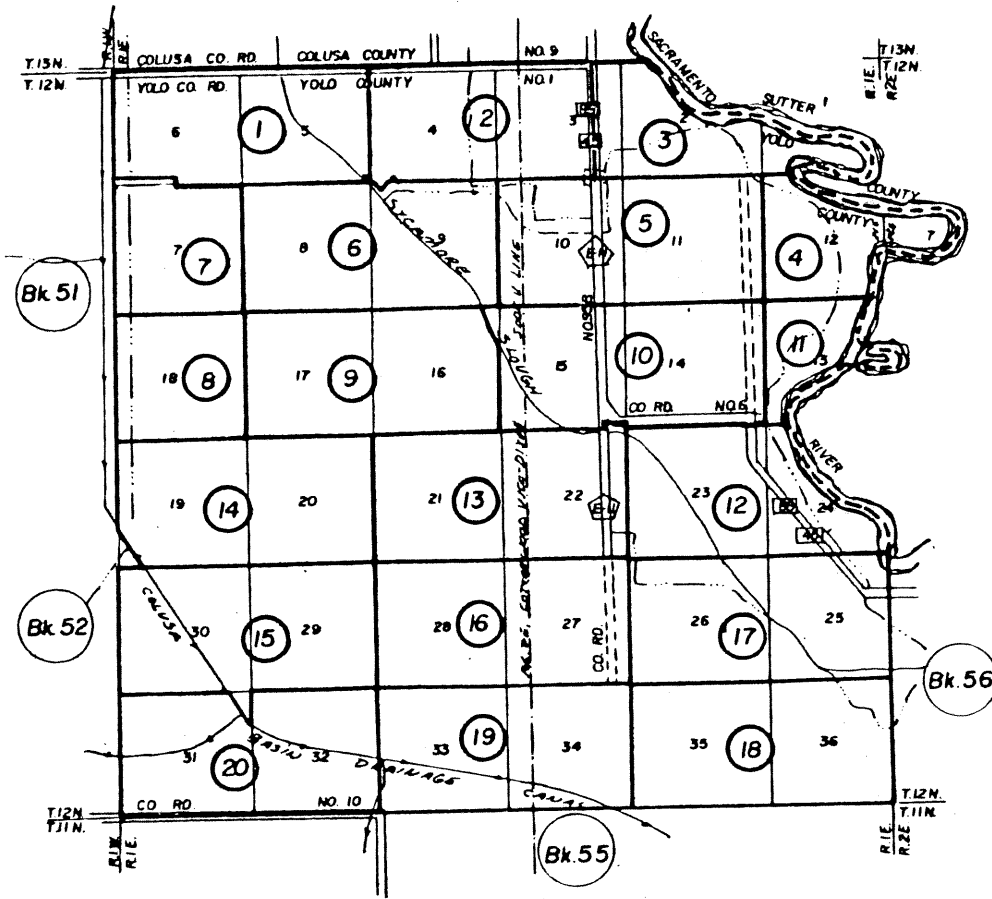 R.1W.
R.1E.
T.13N.
T.12N.
COLUSA CO. RD. COLUSA COUNTY NO. 9
YOLO CO. RD. YOLO COUNTY NO. 1
T.13N.
T.12N.
R.1E.
R.2E.
SACRAMENTO
SUTTER
YOLO
COUNTY
COUNTY
6 1 5 4 2 3 3 2
SYCAMORE
SLOUGH
7 7 8 6 9 10 5 11 4 12 7
E-11
NO. 98B
Bk. 51
18 8 17 9 16 15 10 14 11 13
CO RD. NO. 6
RIVER
19 14 20 21 13 22 23 12 24
E-11
45
Bk. 52
COLUSA
30 15 29 28 16 27 26 17 25
CO. RD.
Bk. 56
31 20 32 33 19 34 35 18 36
BASIN DRAINAGE CANAL
CO RD. NO. 10
T.12N.
T.11N.
R.1W.
R.1E.
T.12N.
T.11N.
R.1E.
R.2E.
Bk. 55